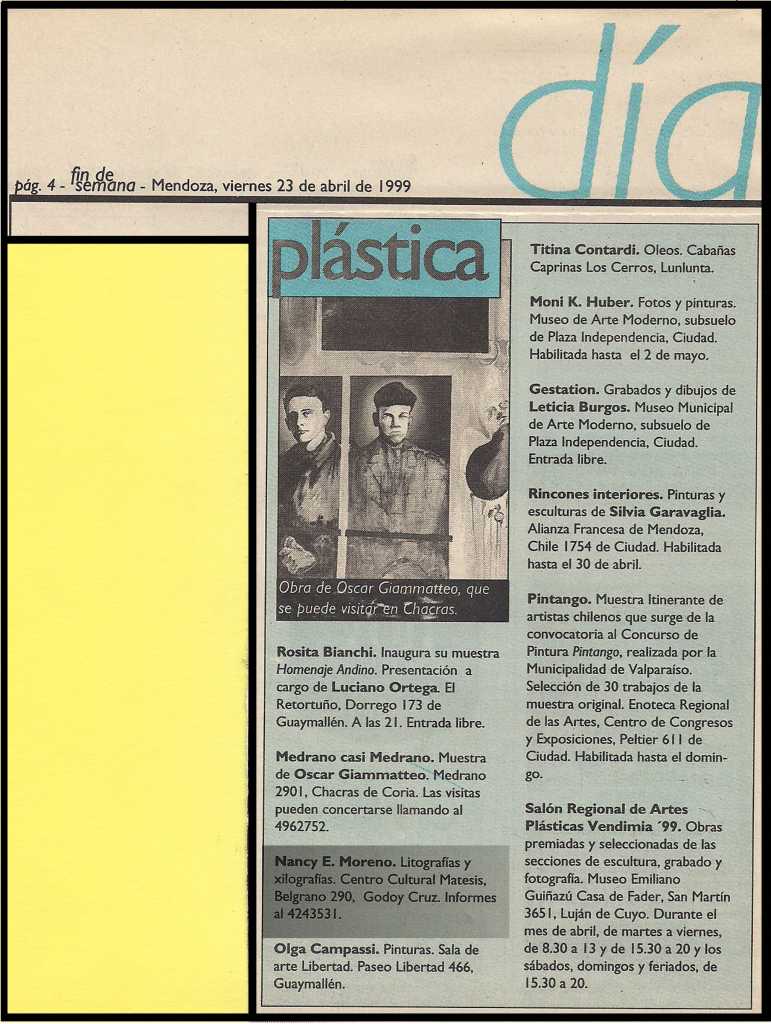 día
pág. 4 - fin de semana - Mendoza, viernes 23 de abril de 1999
plástica
Obra de Oscar Giammatteo, que
se puede visitar en Chacras.
Rosita Bianchi. Inaugura su muestra
Homenaje Andino. Presentación a
cargo de Luciano Ortega. El
Retortuño, Dorrego 173 de
Guaymallén. A las 21. Entrada libre.
Medrano casi Medrano. Muestra
de Oscar Giammatteo. Medrano
2901, Chacras de Coria. Las visitas
pueden concertarse llamando al
4962752.
Nancy E. Moreno. Litografías y
xilografías. Centro Cultural Matesis,
Belgrano 290, Godoy Cruz. Informes
al 4243531.
Olga Campassi. Pinturas. Sala de
arte Libertad. Paseo Libertad 466,
Guaymallén.
Titina Contardi. Oleos. Cabañas
Caprinas Los Cerros, Lunlunta.
Moni K. Huber. Fotos y pinturas.
Museo de Arte Moderno, subsuelo
de Plaza Independencia, Ciudad.
Habilitada hasta el 2 de mayo.
Gestation. Grabados y dibujos de
Leticia Burgos. Museo Municipal
de Arte Moderno, subsuelo de
Plaza Independencia, Ciudad.
Entrada libre.
Rincones interiores. Pinturas y
esculturas de Silvia Garavaglia.
Alianza Francesa de Mendoza,
Chile 1754 de Ciudad. Habilitada
hasta el 30 de abril.
Pintango. Muestra Itinerante de
artistas chilenos que surge de la
convocatoria al Concurso de
Pintura Pintango, realizada por la
Municipalidad de Valparaíso.
Selección de 30 trabajos de la
muestra original. Enoteca Regional
de las Artes, Centro de Congresos
y Exposiciones, Peltier 611 de
Ciudad. Habilitada hasta el domin-
go.
Salón Regional de Artes
Plásticas Vendimia ´99. Obras
premiadas y seleccionadas de las
secciones de escultura, grabado y
fotografía. Museo Emiliano
Guiñazú Casa de Fader, San Martín
3651, Luján de Cuyo. Durante el
mes de abril, de martes a viernes,
de 8.30 a 13 y de 15.30 a 20 y los
sábados, domingos y feriados, de
15.30 a 20.